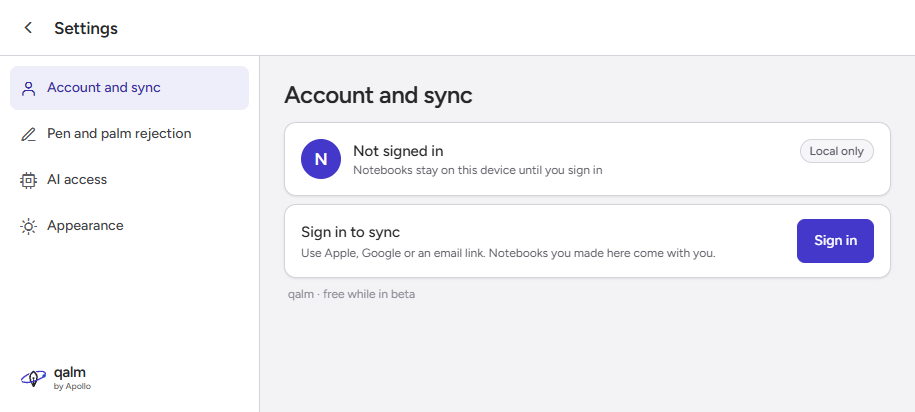 Settings
Account and sync
Pen and palm rejection
AI access
Appearance
qalm
by Apollo
Account and sync
N
Not signed in
Notebooks stay on this device until you sign in
Local only
Sign in to sync
Use Apple, Google or an email link. Notebooks you made here come with you.
Sign in
qalm · free while in beta